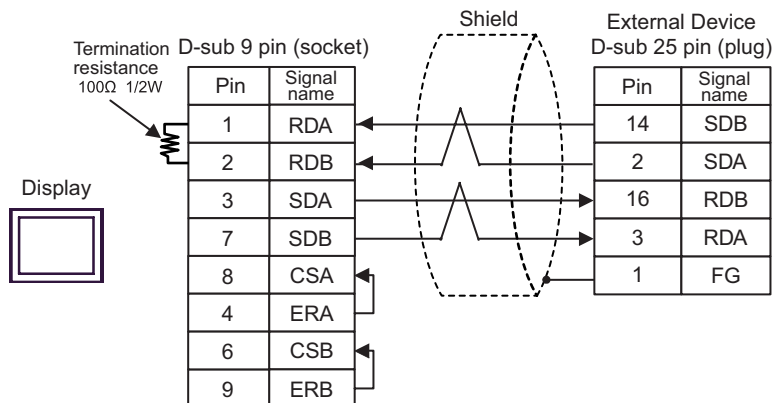 Shield
External Device
D-sub 25 pin (plug)
Termination
resistance
100Ω 1/2W
D-sub 9 pin (socket)
Pin Signal name
1 RDA
2 RDB
3 SDA
7 SDB
8 CSA
4 ERA
6 CSB
9 ERB
Display
Pin Signal name
14 SDB
2 SDA
16 RDB
3 RDA
1 FG